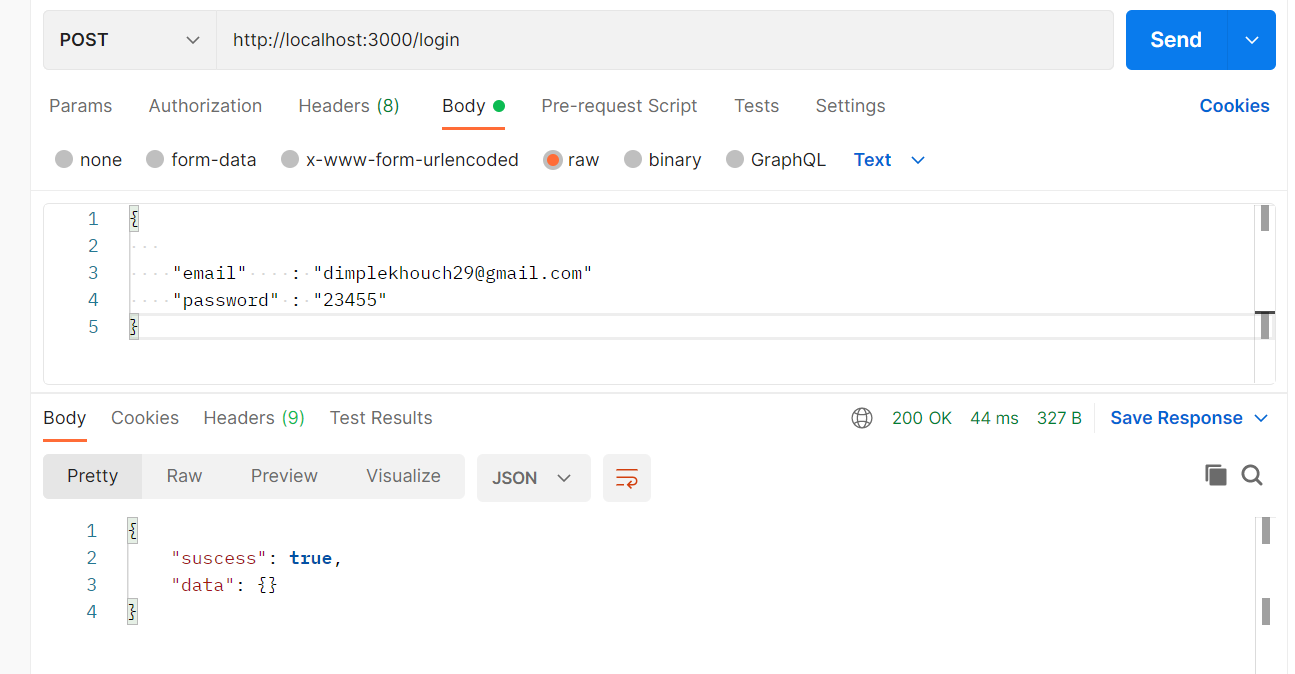 POST http://localhost:3000/login Send
Params Authorization Headers (8) Body Pre-request Script Tests Settings Cookies
none form-data x-www-form-urlencoded raw binary GraphQL Text
1 {
2
3 "email" : "dimplekhouch29@gmail.com"
4 "password" : "23455"
5 }
Body Cookies Headers (9) Test Results 200 OK 44 ms 327 B Save Response
Pretty Raw Preview Visualize JSON
1 {
2 "suscess": true,
3 "data": {}
4 }